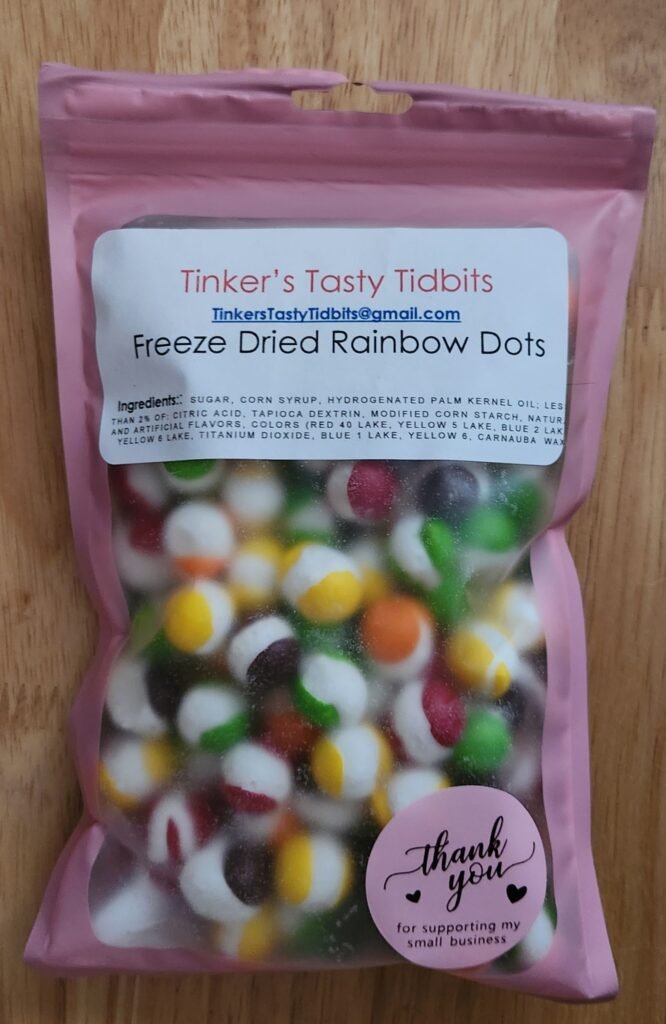 Tinker's Tasty Tidbits
TinkersTastyTidbits@gmail.com
Freeze Dried Rainbow Dots
Ingredients: SUGAR, CORN SYRUP, HYDROGENATED PALM KERNEL OIL; LES
THAN 2% OF: CITRIC ACID, TAPIOCA DEXTRIN, MODIFIED CORN STARCH, NATUR
AND ARTIFICIAL FLAVORS, COLORS (RED 40 LAKE, YELLOW 5 LAKE, BLUE 2 LAK
YELLOW 6 LAKE, TITANIUM DIOXIDE, BLUE 1 LAKE, YELLOW 6, CARNAUBA WAX
thank
you
for supporting my
small business